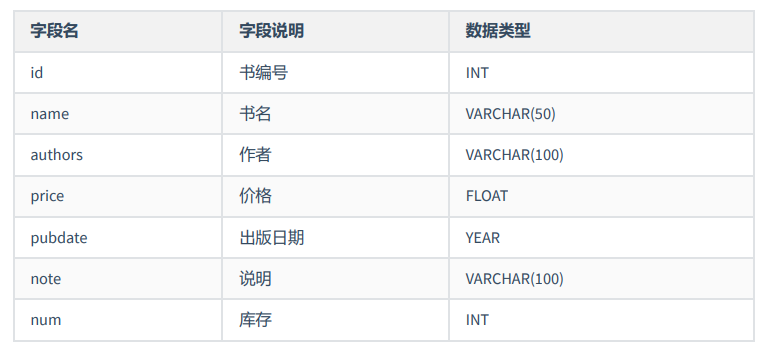 字段名 字段说明 数据类型
id 书编号 INT
name 书名 VARCHAR(50)
authors 作者 VARCHAR(100)
price 价格 FLOAT
pubdate 出版日期 YEAR
note 说明 VARCHAR(100)
num 库存 INT